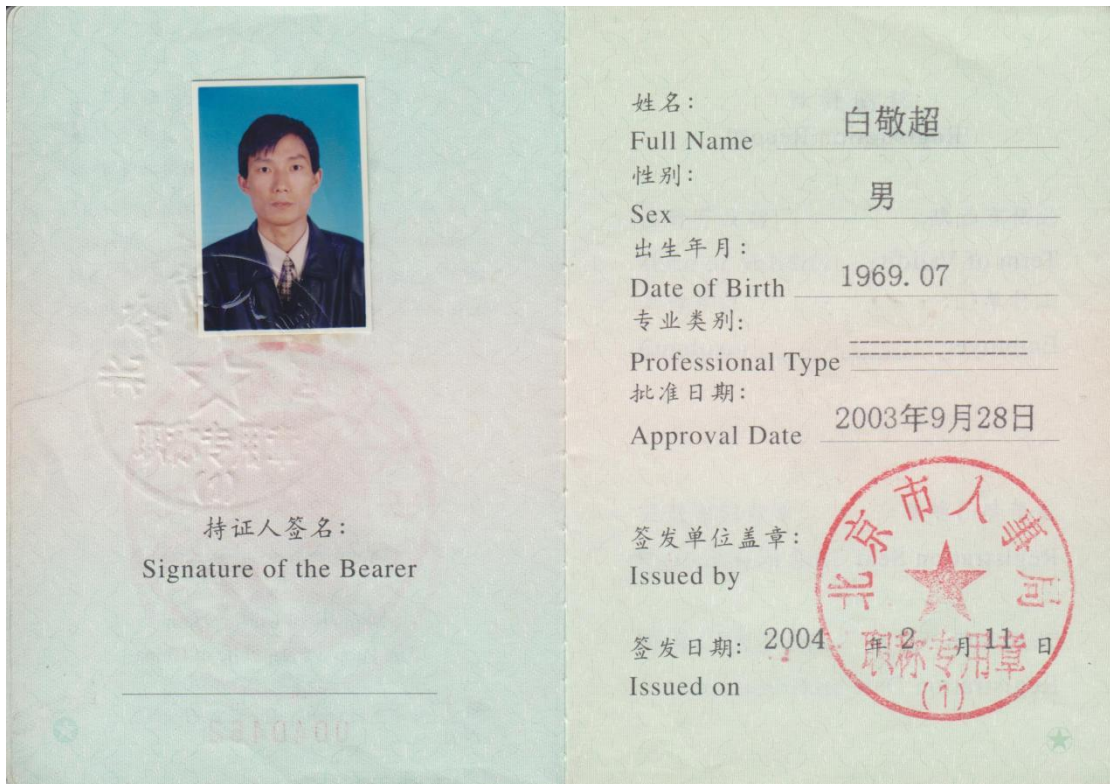 持证人签名：
Signature of the Bearer
姓名：
白敬超
Full Name
性别：
男
Sex
出生年月：
Date of Birth 1969.07
专业类别：
Professional Type
批准日期：
Approval Date 2003年9月28日
签发单位盖章：
Issued by
北京市人事局
职称专用章
(1)
签发日期: 2004 年 2 月 11 日
Issued on